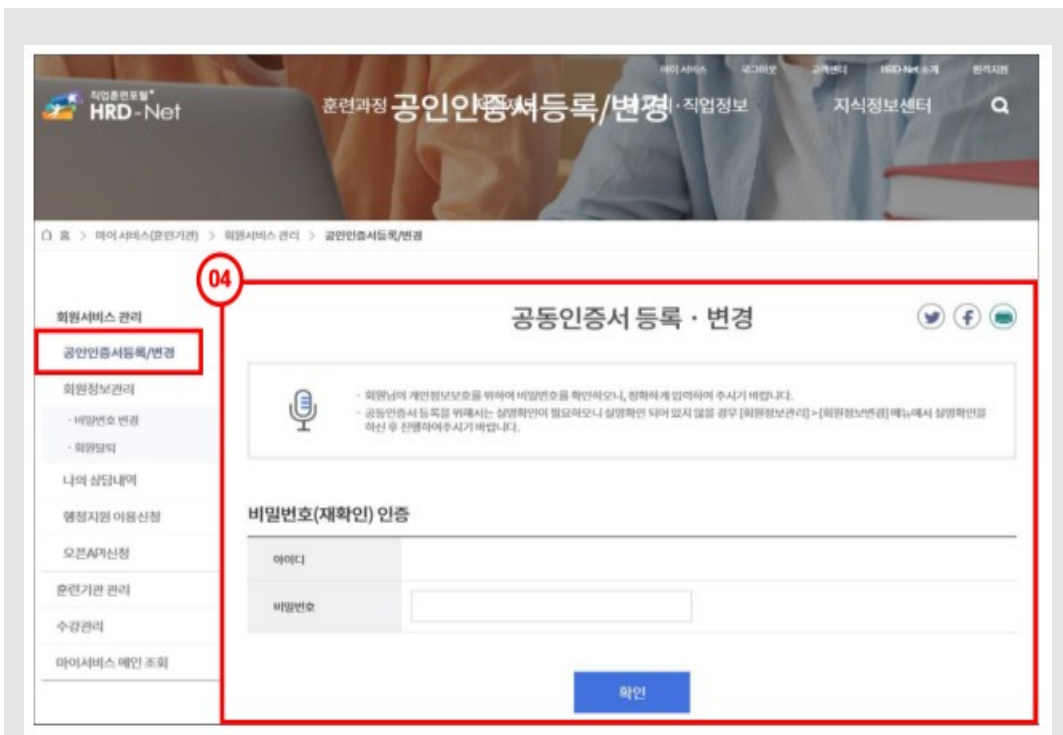 마이 서비스 로그아웃 고객센터 HRD-Net 소개 원격지원
직업훈련포털
HRD-Net
훈련과정 공인인증서등록/변경 · 직업정보 지식정보센터
홈 > 마이 서비스(훈련기관) > 회원서비스 관리 > 공인인증서등록/변경
04
회원서비스 관리
공인인증서등록/변경
회원정보관리
- 비밀번호 변경
- 회원탈퇴
나의 상담내역
행정지원 이용신청
오픈API신청
훈련기관 관리
수강관리
마이서비스 메인 조회
공동인증서 등록 · 변경
· 회원님의 개인정보보호를 위하여 비밀번호를 확인하오니, 정확하게 입력하여 주시기 바랍니다.
· 공동인증서 등록을 위해서는 실명확인이 필요하오니 실명확인 되어 있지 않을 경우 [회원정보관리] > [회원정보변경] 메뉴에서 실명확인을
하신 후 진행하여주시기 바랍니다.
비밀번호(재확인) 인증
아이디
비밀번호
확인